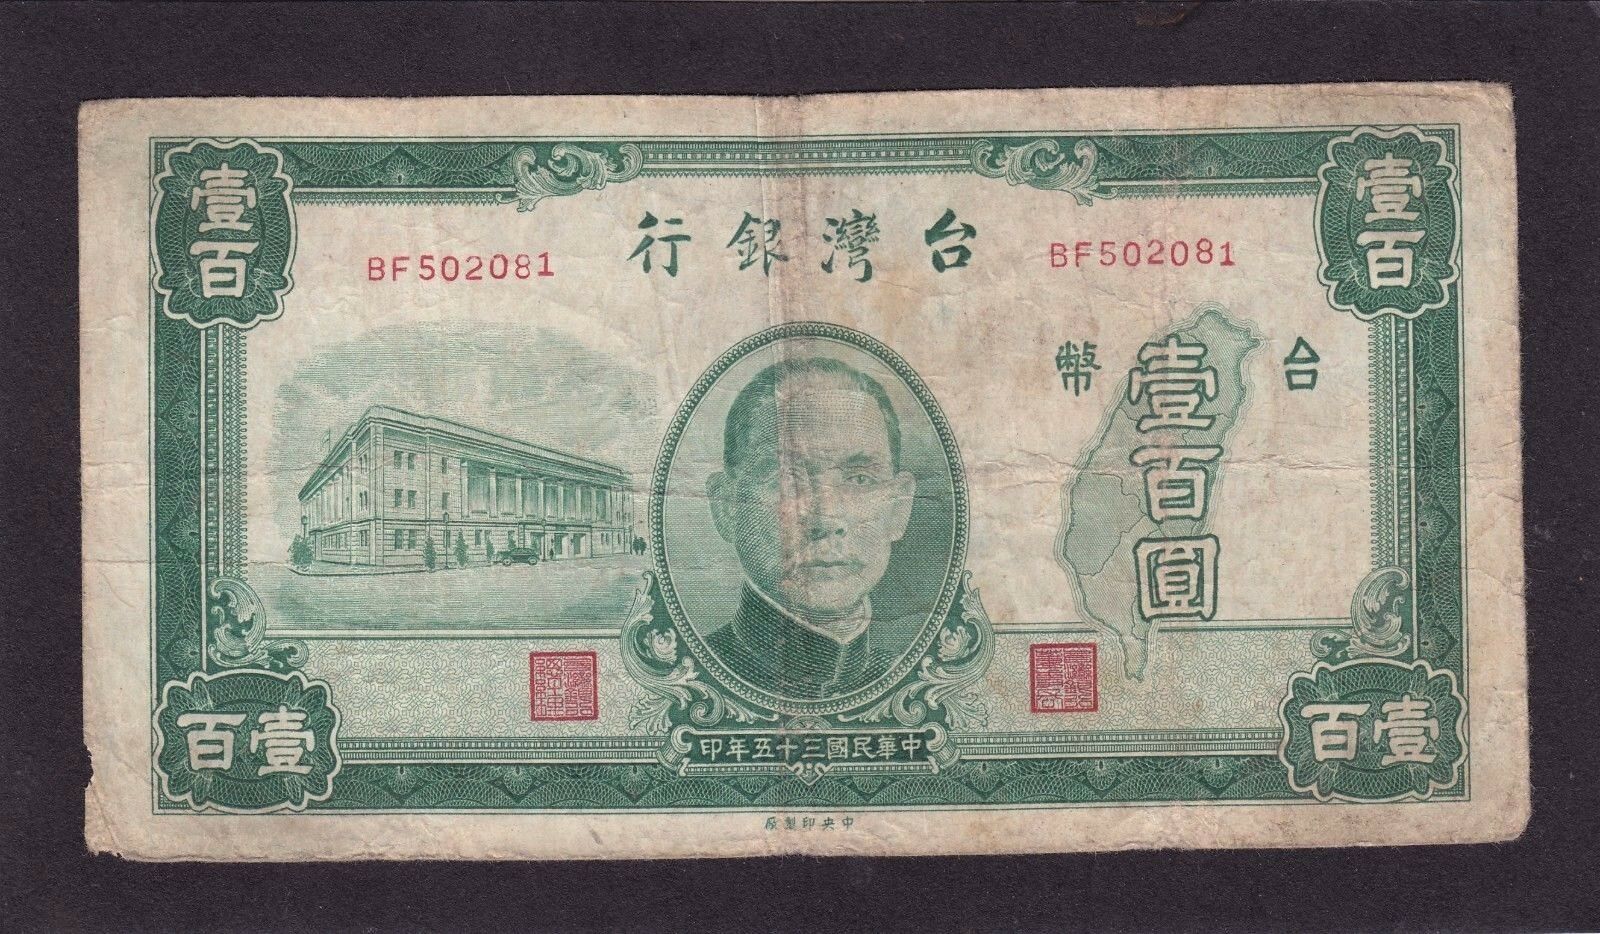 台灣銀行
BF502081
BF502081
台幣
壹百圓
壹百
壹百
壹百
壹百
中華民國三十五年印
中央印製廠